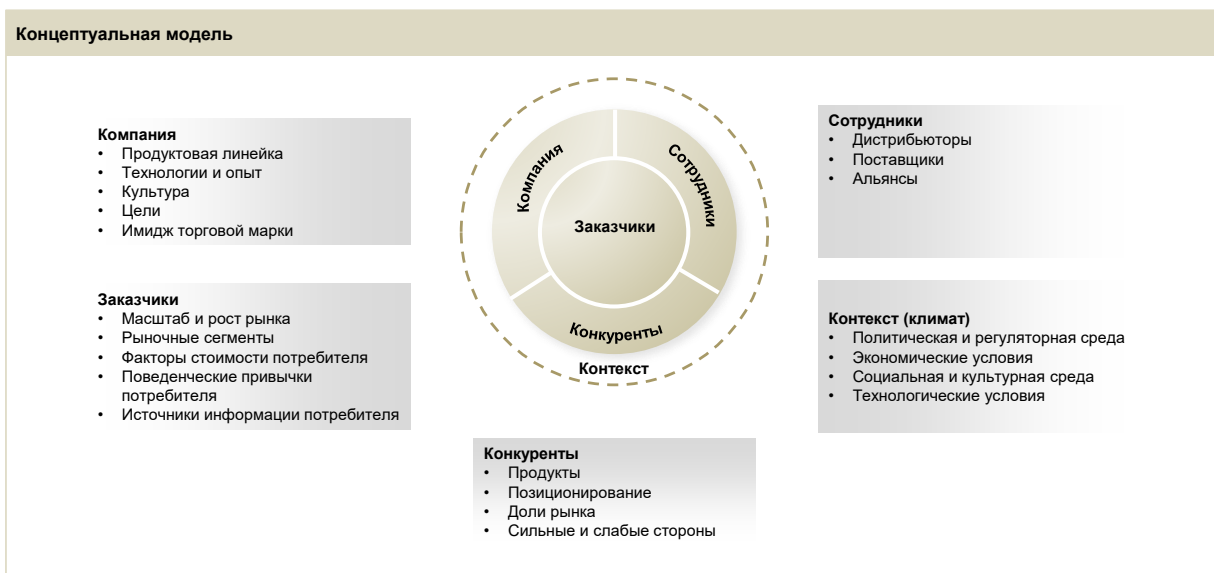 Концептуальная модель
Компания
• Продуктовая линейка
• Технологии и опыт
• Культура
• Цели
• Имидж торговой марки
Заказчики
• Масштаб и рост рынка
• Рыночные сегменты
• Факторы стоимости потребителя
• Поведенческие привычки
потребителя
• Источники информации потребителя
Компания
Сотрудники
Заказчики
Конкуренты
Контекст
Сотрудники
• Дистрибьюторы
• Поставщики
• Альянсы
Контекст (климат)
• Политическая и регуляторная среда
• Экономические условия
• Социальная и культурная среда
• Технологические условия
Конкуренты
• Продукты
• Позиционирование
• Доли рынка
• Сильные и слабые стороны